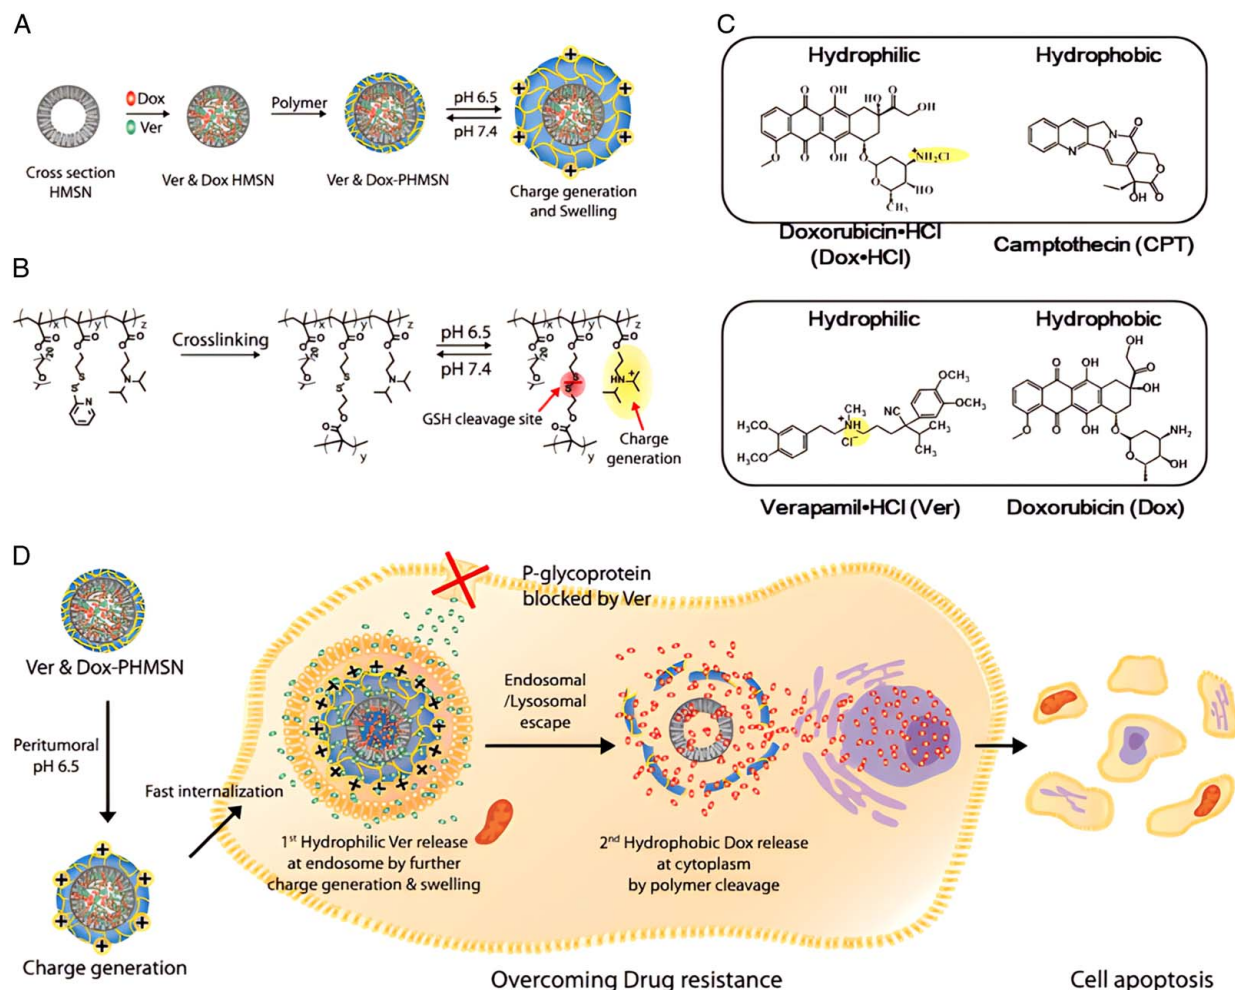 A
Dox
Ver
Polymer
pH 6.5
pH 7.4
Cross section
HMSN
Ver & Dox HMSN
Ver & Dox-PHMSN
Charge generation
and Swelling
B
Crosslinking
pH 6.5
pH 7.4
GSH cleavage site
Charge
generation
C
Hydrophilic
Hydrophobic
Doxorubicin•HCl
(Dox•HCl)
Camptothecin (CPT)
Hydrophilic
Hydrophobic
Verapamil•HCl (Ver)
Doxorubicin (Dox)
D
Ver & Dox-PHMSN
Peritumoral
pH 6.5
Fast internalization
Charge generation
P-glycoprotein
blocked by Ver
1st Hydrophilic Ver release
at endosome by further
charge generation & swelling
Endosomal
/Lysosomal
escape
2nd Hydrophobic Dox release
at cytoplasm
by polymer cleavage
Overcoming Drug resistance
Cell apoptosis